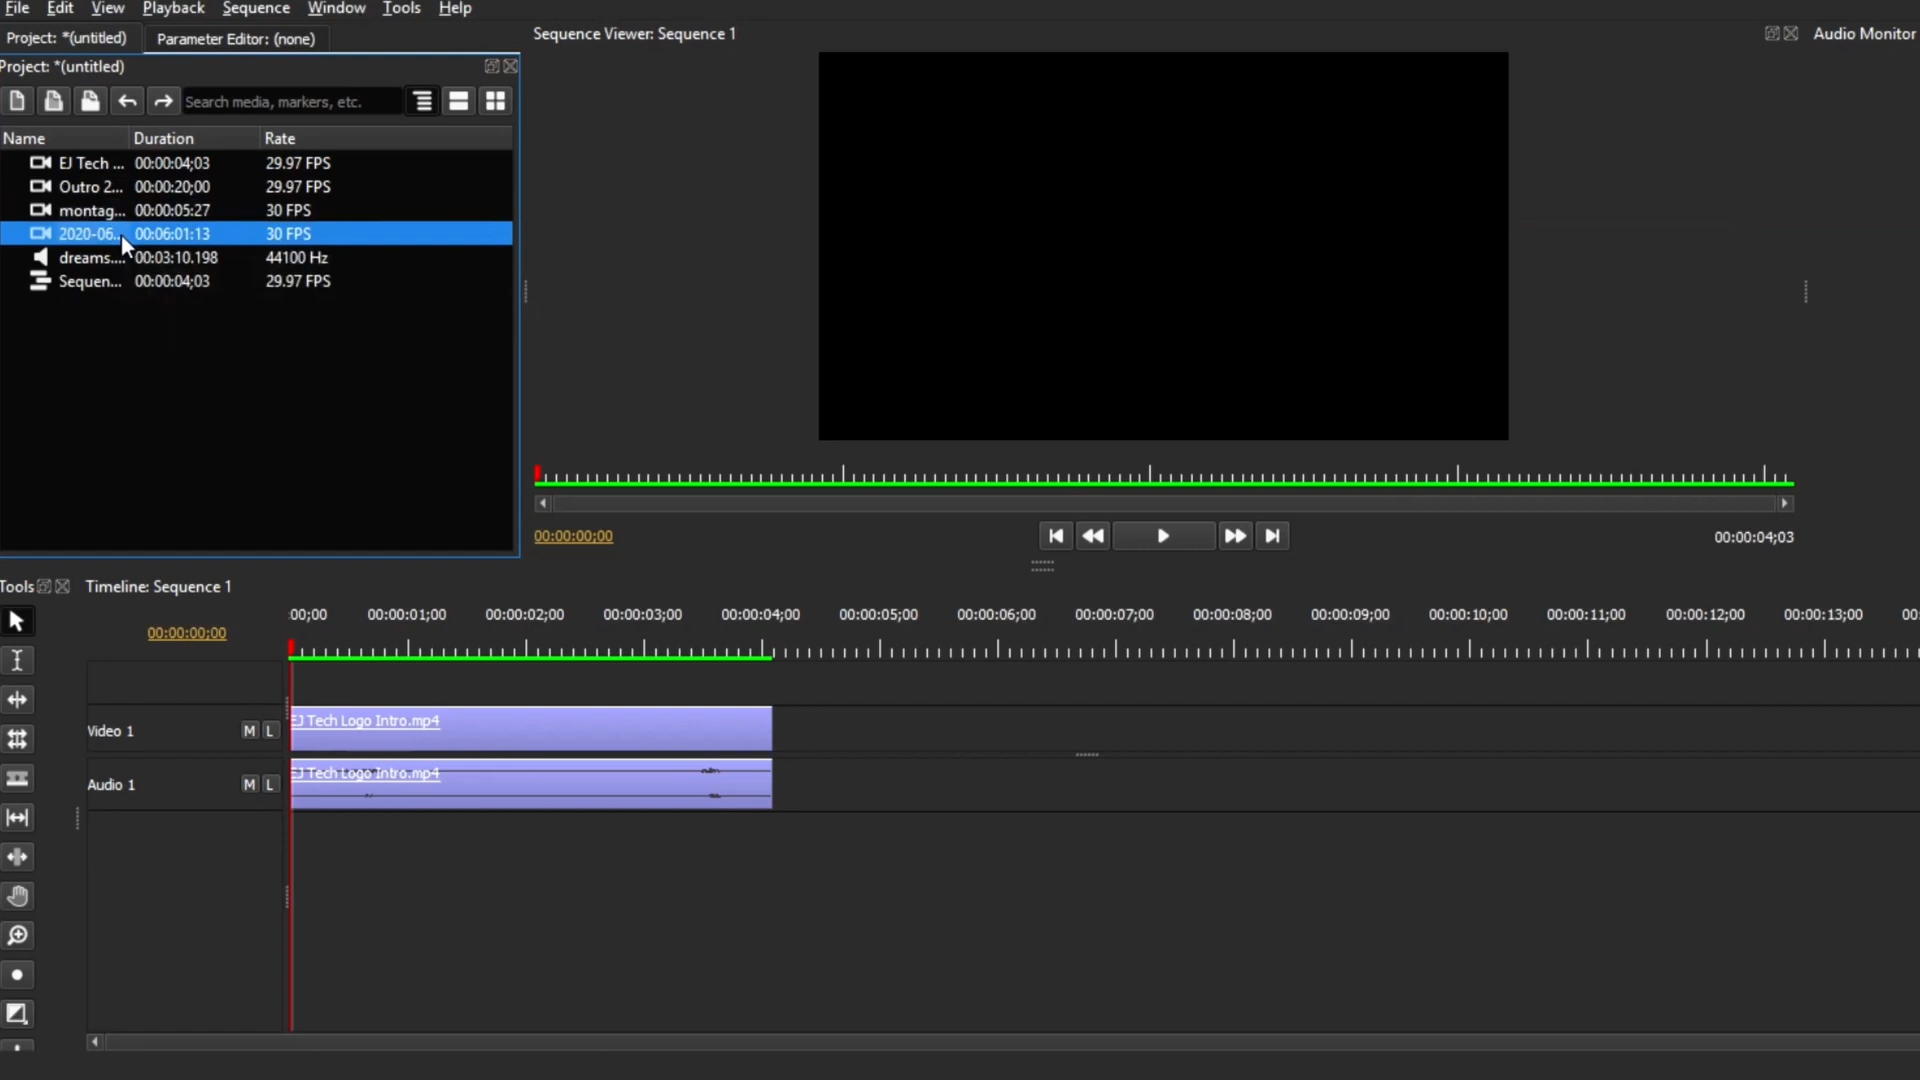 File Edit View Playback Sequence Window Tools Help
Project: *(untitled) Parameter Editor: (none)
Sequence Viewer: Sequence 1
Audio Monitor
Project: *(untitled)
Search media, markers, etc.
Name Duration Rate
EJ Tech ... 00:00:04;03 29.97 FPS
Outro 2... 00:00:20;00 29.97 FPS
montag... 00:00:05:27 30 FPS
2020-06... 00:06:01:13 30 FPS
dreams.... 00:03:10.198 44100 Hz
Sequen... 00:00:04;03 29.97 FPS
00:00:00;00
00:00:04;03
Tools
Timeline: Sequence 1
00:00:00;00
:00;00 00:00:01;00 00:00:02;00 00:00:03;00 00:00:04;00 00:00:05;00 00:00:06;00 00:00:07;00 00:00:08;00 00:00:09;00 00:00:10;00 00:00:11;00 00:00:12;00 00:00:13;00 00:
Video 1 M L
EJ Tech Logo Intro.mp4
Audio 1 M L
EJ Tech Logo Intro.mp4